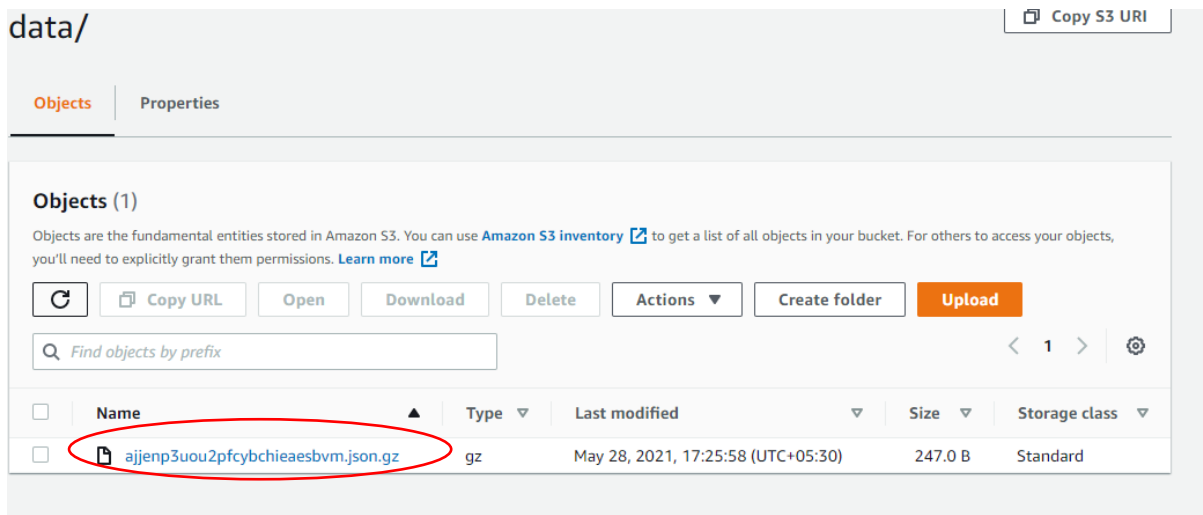 data/
Copy S3 URI
Objects
Properties
Objects (1)
Objects are the fundamental entities stored in Amazon S3. You can use Amazon S3 inventory to get a list of all objects in your bucket. For others to access your objects,
you'll need to explicitly grant them permissions. Learn more
Copy URL Open Download Delete Actions Create folder Upload
Find objects by prefix
1
Name Type Last modified Size Storage class
ajjenp3uou2pfcybchieaesbvm.json.gz gz May 28, 2021, 17:25:58 (UTC+05:30) 247.0 B Standard